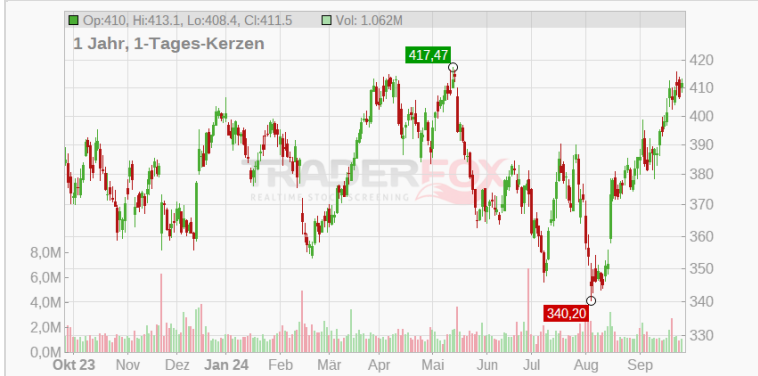 Op:410, Hi:413.1, Lo:408.4, Cl:411.5 Vol: 1.062M
1 Jahr, 1-Tages-Kerzen
417,47
420
410
400
390
380
370
360
350
340
330
TRADERFOX
REALTIME STOCK SCREENING
8,0M
6,0M
4,0M
2,0M
0,0M
340,20
Okt 23 Nov Dez Jan 24 Feb Mär Apr Mai Jun Jul Aug Sep